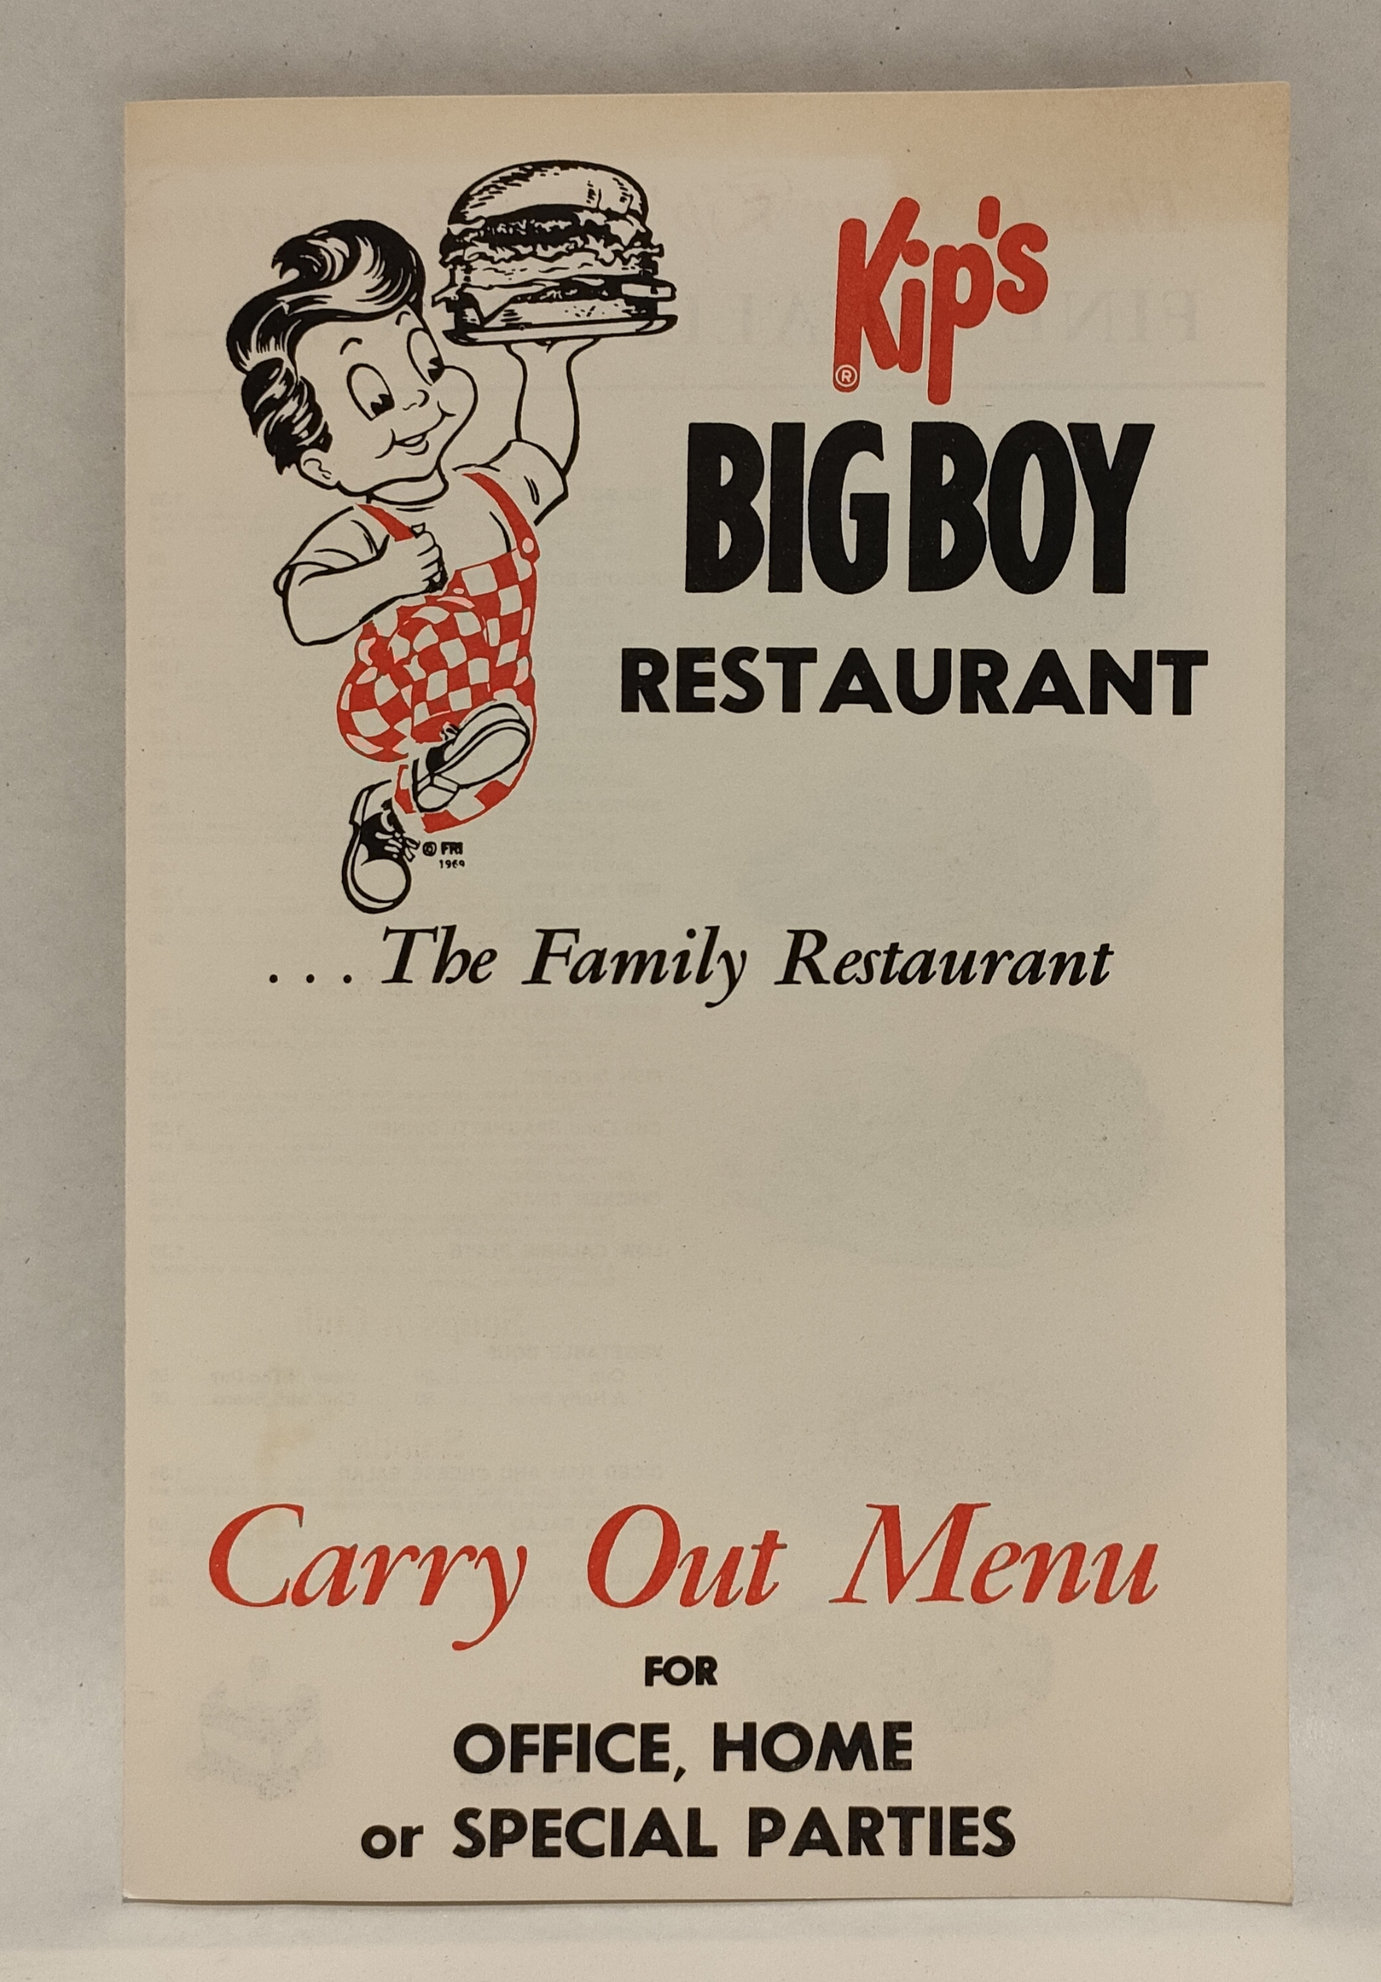 Kip's
®
BIG BOY
RESTAURANT
© FRI
1969
...The Family Restaurant
Carry Out Menu
FOR
OFFICE, HOME
or SPECIAL PARTIES